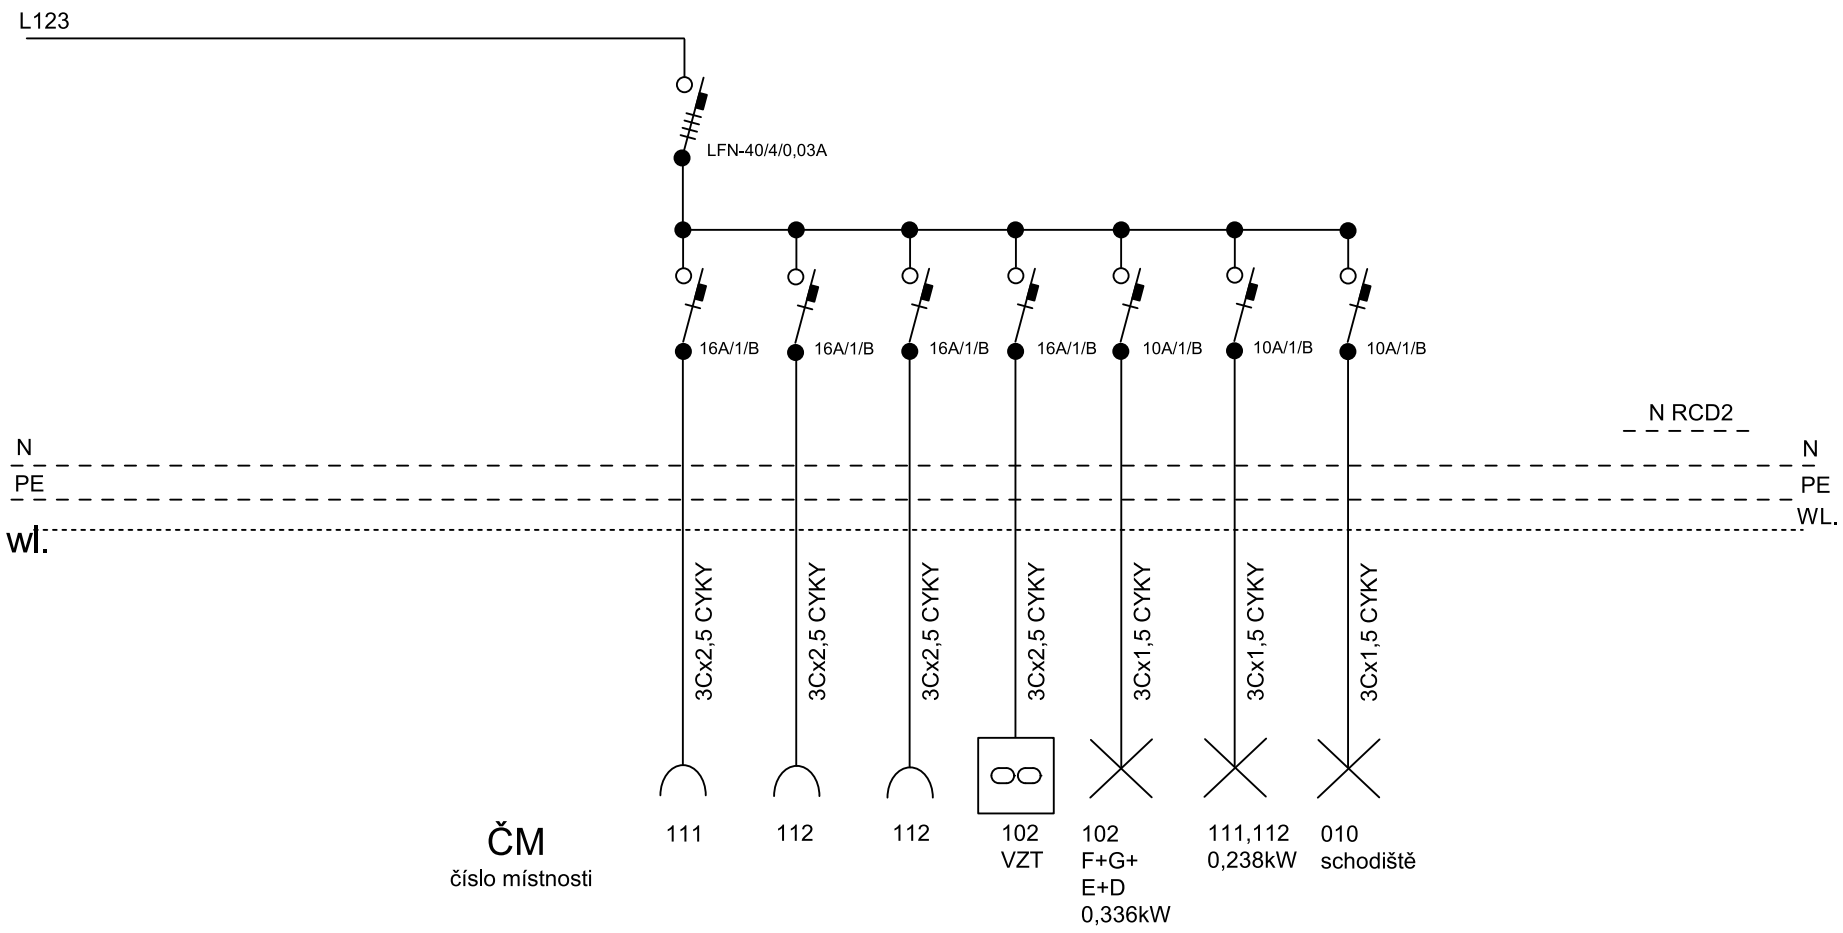 L123
LFN-40/4/0,03A
16A/1/B
16A/1/B
16A/1/B
16A/1/B
10A/1/B
10A/1/B
10A/1/B
N RCD2
N
N
PE
PE
WL.
wl.
3Cx2,5 CYKY
3Cx2,5 CYKY
3Cx2,5 CYKY
3Cx2,5 CYKY
3Cx1,5 CYKY
3Cx1,5 CYKY
3Cx1,5 CYKY
ČM
číslo místnosti
111
112
112
102
VZT
102
F+G+
E+D
0,336kW
111,112
0,238kW
010
schodiště